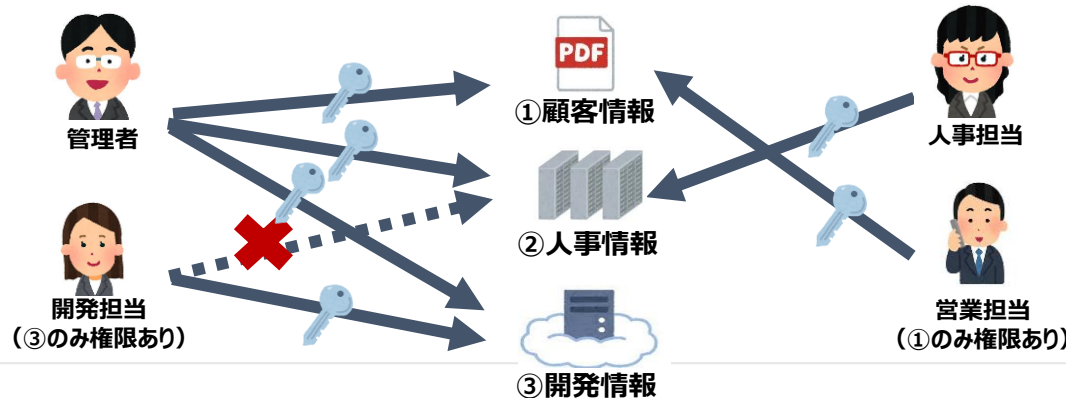 管理者
開発担当
（③のみ権限あり）
PDF
①顧客情報
②人事情報
③開発情報
人事担当
営業担当
（①のみ権限あり）